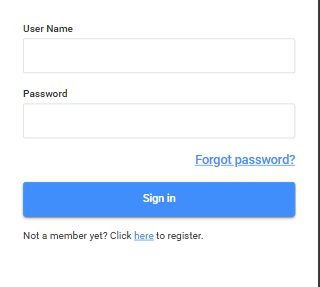 User Name
Password
Forgot password?
Sign in
Not a member yet? Click here to register.